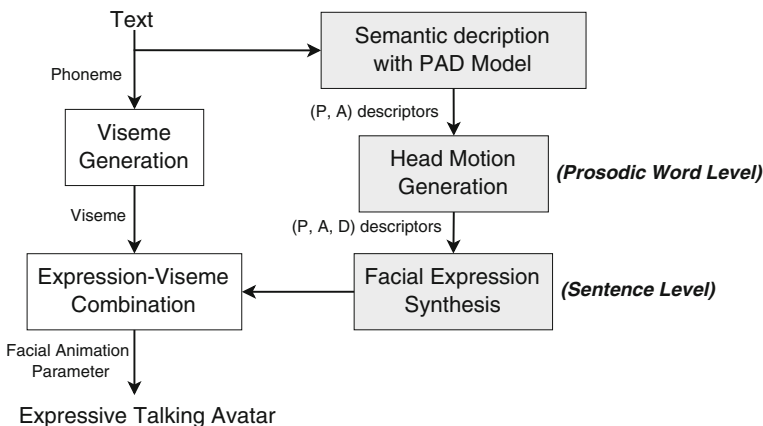 Text
Phoneme
Semantic decription
with PAD Model
(P, A) descriptors
Viseme
Generation
Head Motion
Generation
(Prosodic Word Level)
Viseme
(P, A, D) descriptors
Expression-Viseme
Combination
Facial Expression
Synthesis
(Sentence Level)
Facial Animation
Parameter
Expressive Talking Avatar